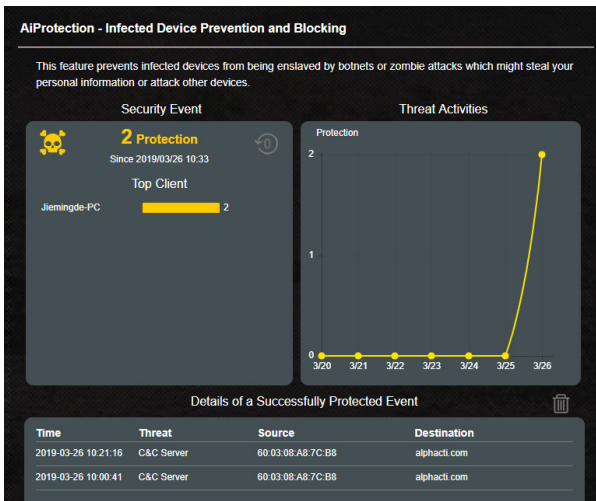 AiProtection - Infected Device Prevention and Blocking
This feature prevents infected devices from being enslaved by botnets or zombie attacks which might steal your
personal information or attack other devices.
Security Event
2 Protection
Since 2019/03/26 10:33
0
Top Client
Jiemingde-PC 2
Threat Activities
Protection
2
1
0
3/20 3/21 3/22 3/23 3/24 3/25 3/26
Details of a Successfully Protected Event
Time Threat Source Destination
2019-03-26 10:21:16 C&C Server 60:03:08:A8:7C:B8 alphacti.com
2019-03-26 10:00:41 C&C Server 60:03:08:A8:7C:B8 alphacti.com